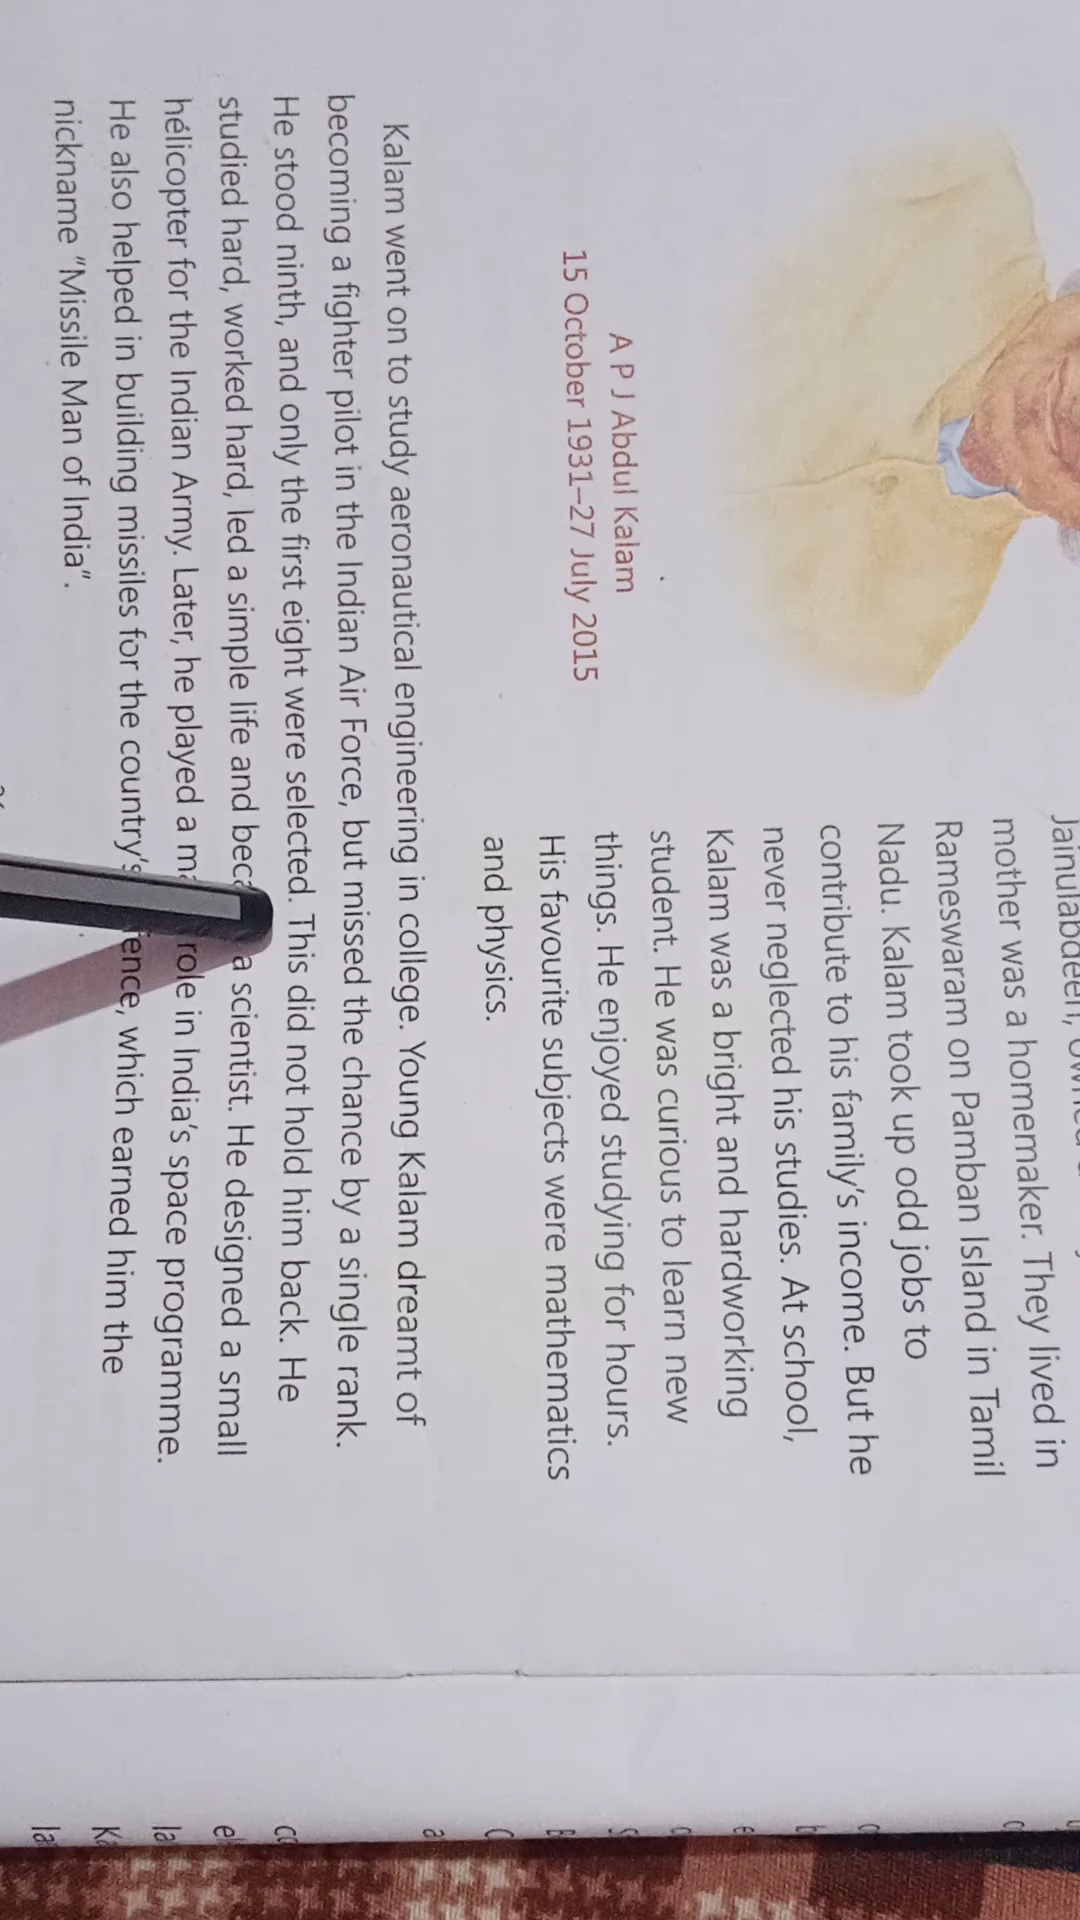 Jainulabdeen,
mother was a homemaker. They lived in
Rameswaram on Pamban Island in Tamil
Nadu. Kalam took up odd jobs to
contribute to his family's income. But he
never neglected his studies. At school,
Kalam was a bright and hardworking
student. He was curious to learn new
things. He enjoyed studying for hours.
His favourite subjects were mathematics
and physics.
A P J Abdul Kalam
15 October 1931–27 July 2015
Kalam went on to study aeronautical engineering in college. Young Kalam dreamt of
becoming a fighter pilot in the Indian Air Force, but missed the chance by a single rank.
He stood ninth, and only the first eight were selected. This did not hold him back. He
studied hard, worked hard, led a simple life and a scientist. He designed a small
helicopter for the Indian Army. Later, he played a role in India's space programme.
He also helped in building missiles for the country's which earned him the
nickname "Missile Man of India".